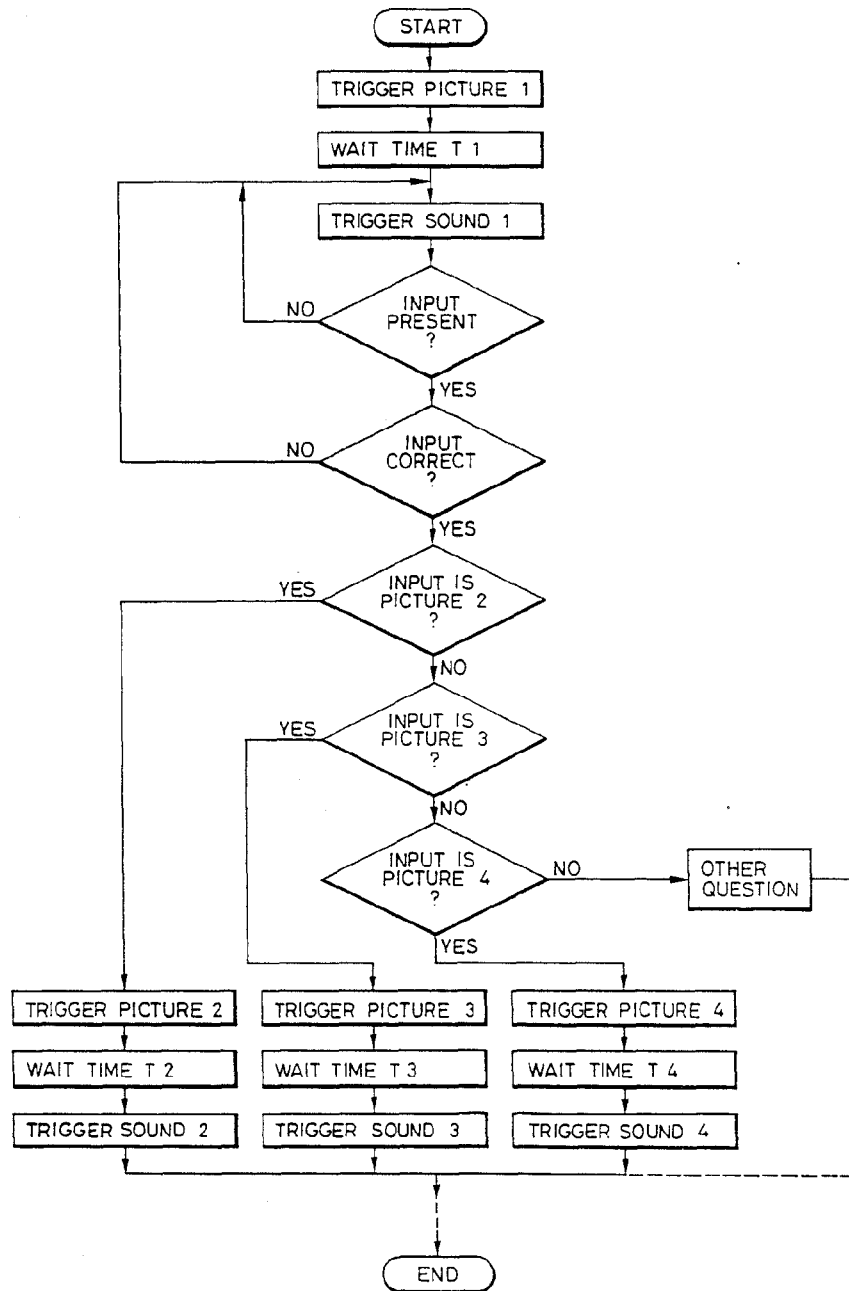 START
TRIGGER PICTURE 1
WAIT TIME T 1
TRIGGER SOUND 1
NO
INPUT
PRESENT
?
YES
NO
INPUT
CORRECT
?
YES
YES
INPUT IS
PICTURE 2
?
NO
YES
INPUT IS
PICTURE 3
?
NO
INPUT IS
PICTURE 4
?
NO
OTHER
QUESTION
YES
TRIGGER PICTURE 2
TRIGGER PICTURE 3
TRIGGER PICTURE 4
WAIT TIME T 2
WAIT TIME T 3
WAIT TIME T 4
TRIGGER SOUND 2
TRIGGER SOUND 3
TRIGGER SOUND 4
END